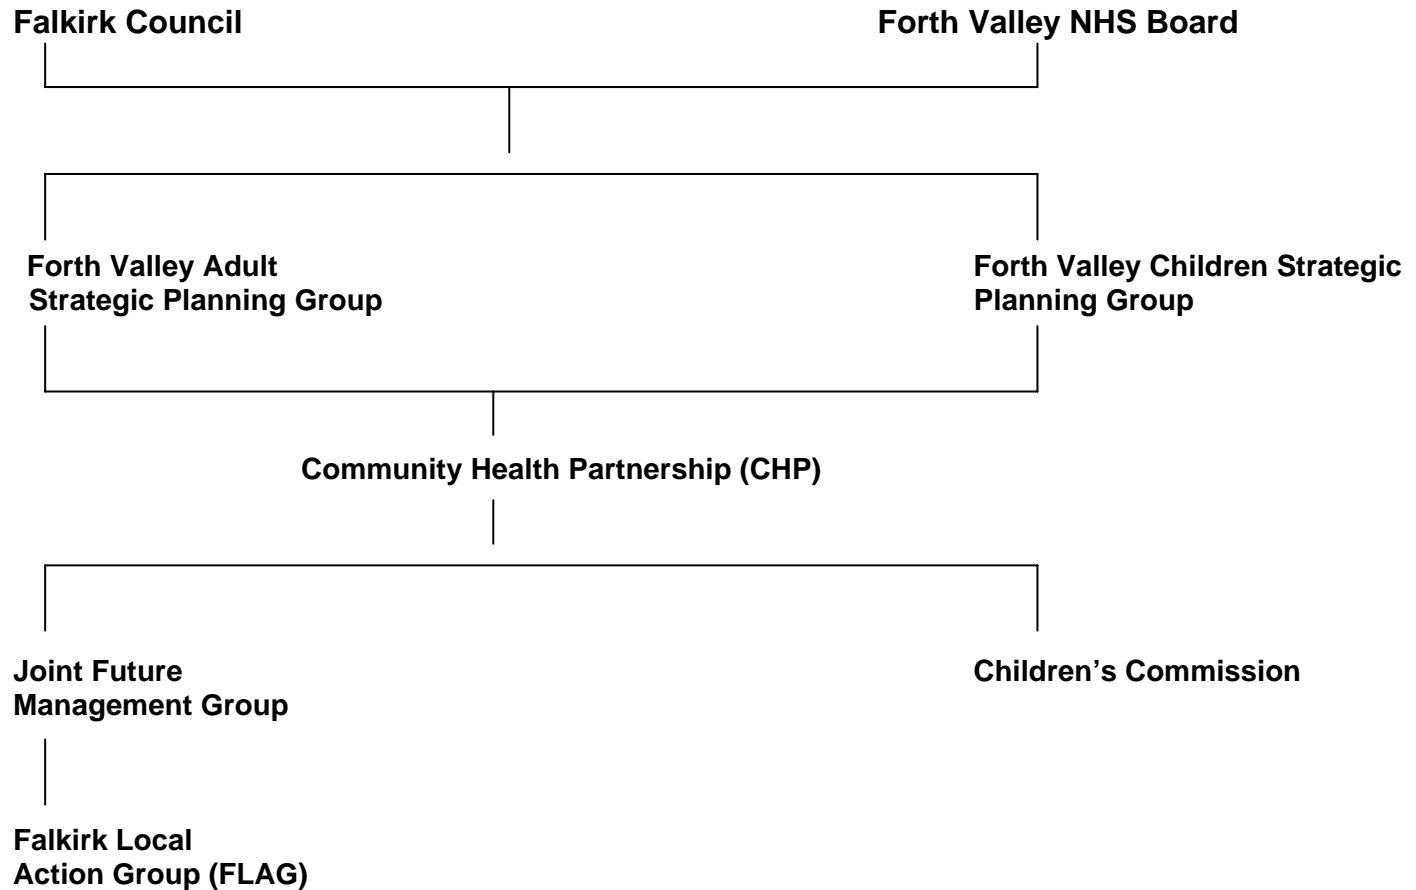 Falkirk Council
Forth Valley NHS Board
Forth Valley Adult
Strategic Planning Group
Forth Valley Children Strategic
Planning Group
Community Health Partnership (CHP)
Joint Future
Management Group
Children’s Commission
Falkirk Local
Action Group (FLAG)